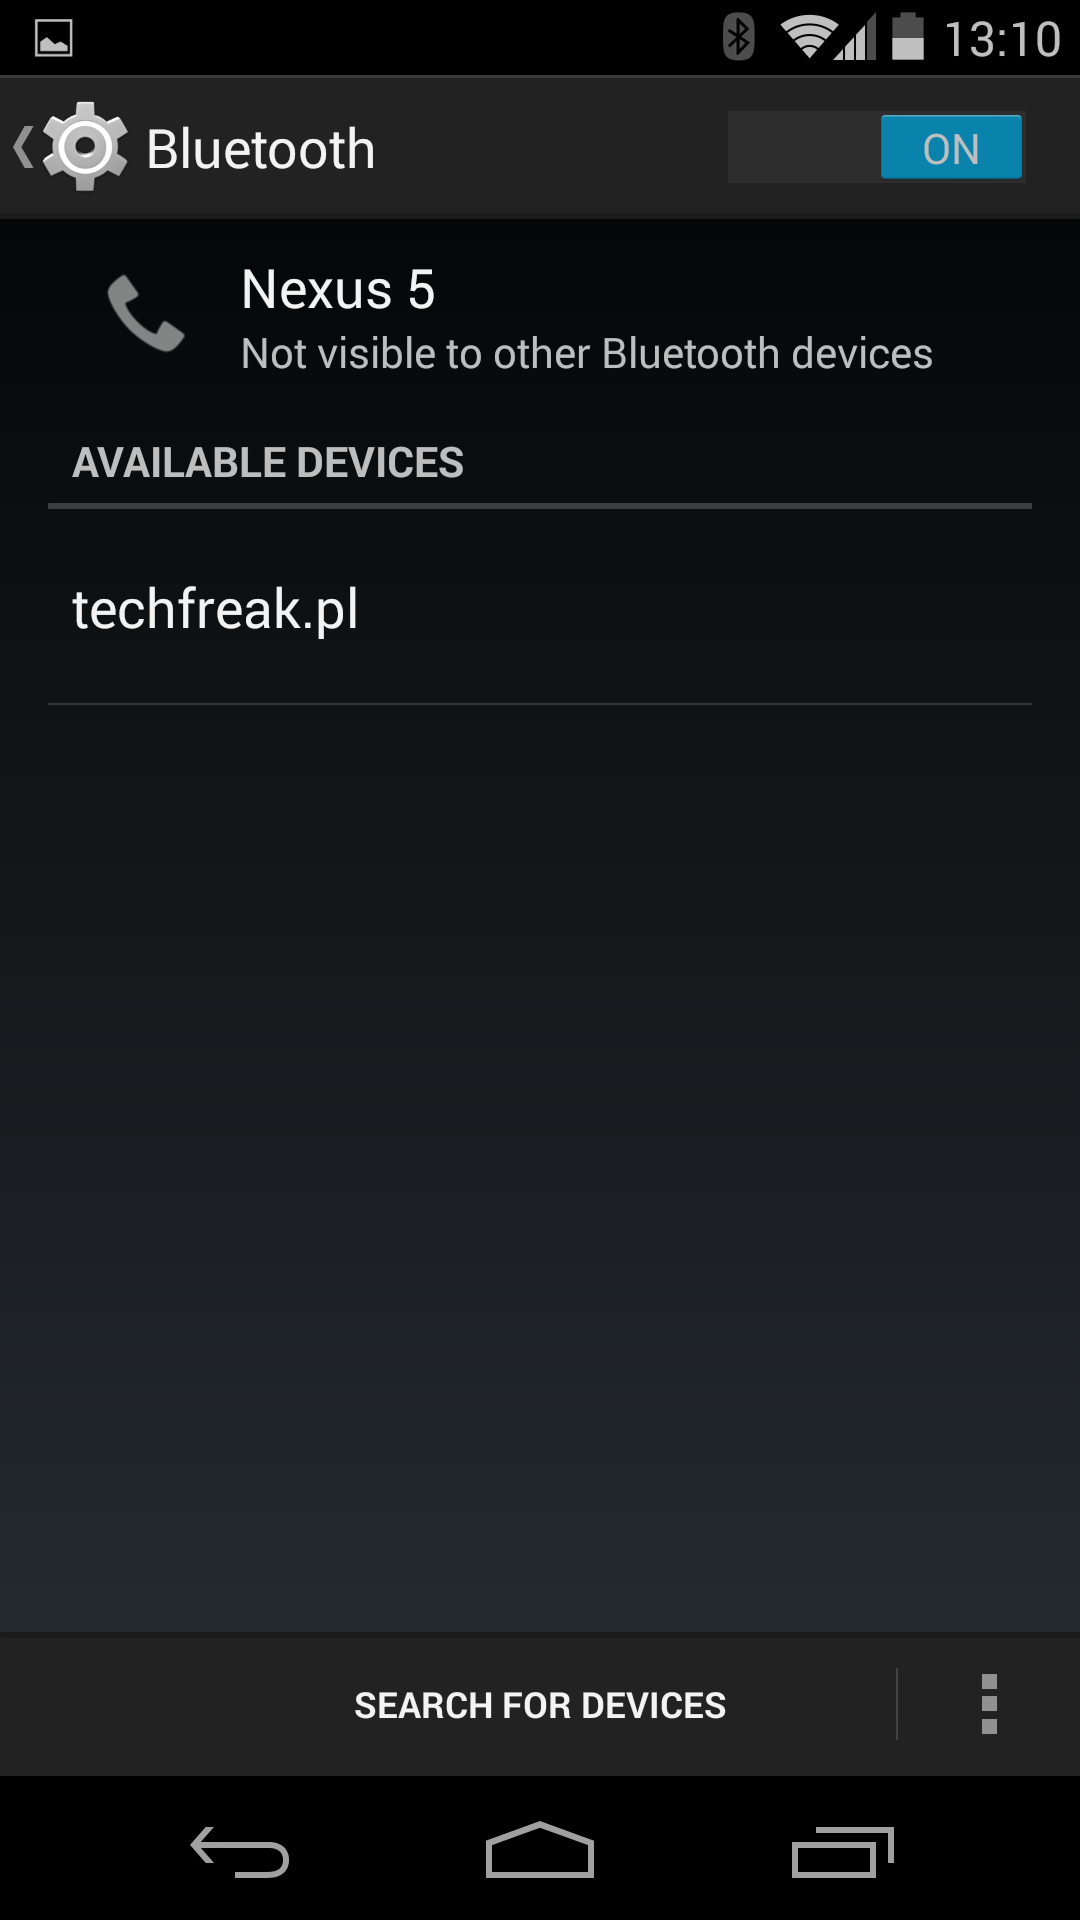 13:10
Bluetooth
ON
Nexus 5
Not visible to other Bluetooth devices
AVAILABLE DEVICES
techfreak.pl
SEARCH FOR DEVICES